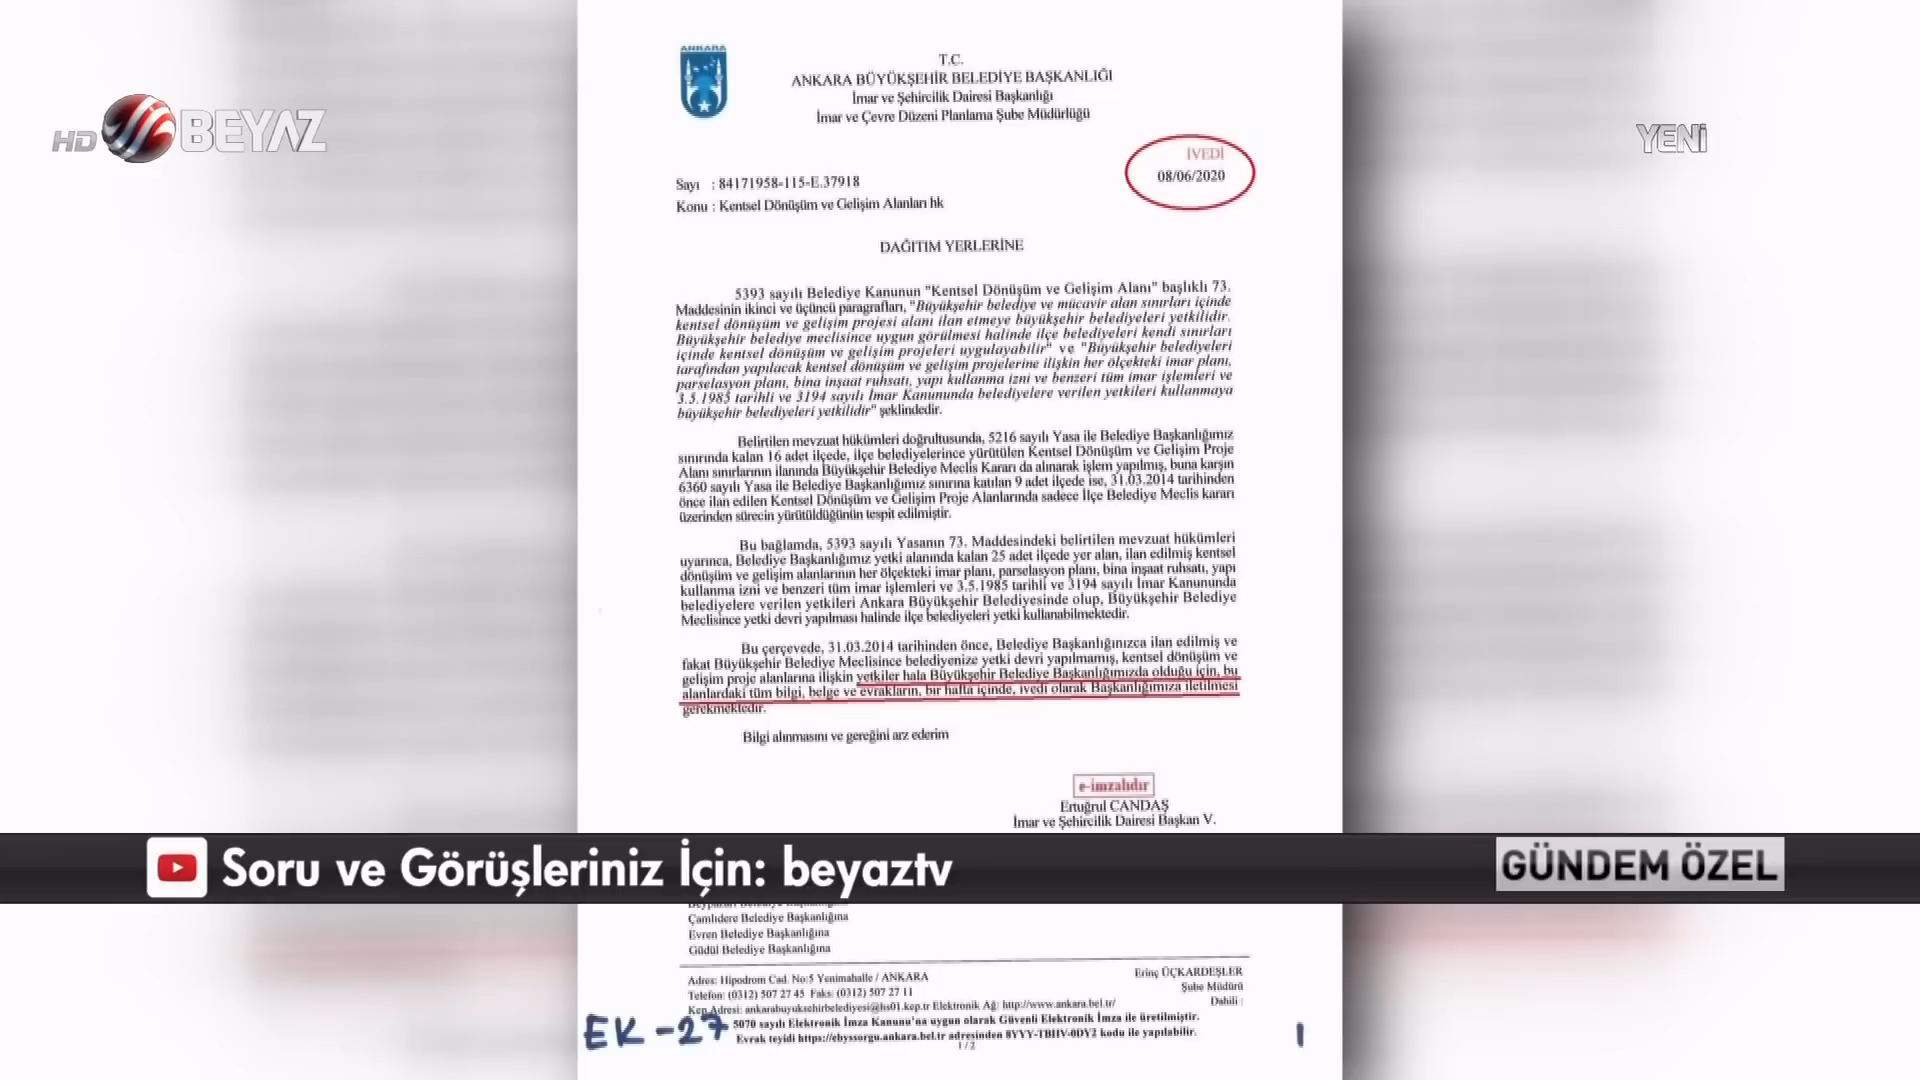 ANKARA
T.C.
ANKARA BÜYÜKŞEHİR BELEDİYE BAŞKANLIĞI
İmar ve Şehircilik Dairesi Başkanlığı
İmar ve Çevre Düzeni Planlama Şube Müdürlüğü
HD BEYAZ
YENİ
İVEDİ
08/06/2020
Sayı : 84171958-115-E.37918
Konu : Kentsel Dönüşüm ve Gelişim Alanları hk
DAĞITIM YERLERİNE
5393 sayılı Belediye Kanunun "Kentsel Dönüşüm ve Gelişim Alanı" başlıklı 73.
Maddesinin ikinci ve üçüncü paragrafları, "Büyükşehir belediye ve mücavir alan sınırları içinde
kentsel dönüşüm ve gelişim projesi alanı ilan etmeye büyükşehir belediyeleri yetkilidir.
Büyükşehir belediye meclisince uygun görülmesi halinde ilçe belediyeleri kendi sınırları
içinde kentsel dönüşüm ve gelişim projeleri uygulayabilir" ve "Büyükşehir belediyeleri
tarafından yapılacak kentsel dönüşüm ve gelişim projelerine ilişkin her ölçekteki imar planı,
parselasyon planı, bina inşaat ruhsatı, yapı kullanma izni ve benzeri tüm imar işlemleri ve
3.5.1985 tarihli ve 3194 sayılı İmar Kanununda belediyelere verilen yetkileri kullanmaya
büyükşehir belediyeleri yetkilidir" şeklindedir.
Belirtilen mevzuat hükümleri doğrultusunda, 5216 sayılı Yasa ile Belediye Başkanlığımız
sınırında kalan 16 adet ilçede, ilçe belediyelerince yürütülen Kentsel Dönüşüm ve Gelişim Proje
Alanı sınırlarının ilanında Büyükşehir Belediye Meclis Kararı da alınarak işlem yapılmış, buna karşın
6360 sayılı Yasa ile Belediye Başkanlığımız sınırına katılan 9 adet ilçede ise, 31.03.2014 tarihinden
önce ilan edilen Kentsel Dönüşüm ve Gelişim Proje Alanlarında sadece İlçe Belediye Meclis kararı
üzerinden sürecin yürütüldüğünün tespit edilmiştir.
Bu bağlamda, 5393 sayılı Yasanın 73. Maddesindeki belirtilen mevzuat hükümleri
uyarınca, Belediye Başkanlığımız yetki alanında kalan 25 adet ilçede yer alan, ilan edilmiş kentsel
dönüşüm ve gelişim alanlarının her ölçekteki imar planı, parselasyon planı, bina inşaat ruhsatı, yapı
kullanma izni ve benzeri tüm imar işlemleri ve 3.5.1985 tarihli ve 3194 sayılı İmar Kanununda
belediyelere verilen yetkileri Ankara Büyükşehir Belediyesinde olup, Büyükşehir Belediye
Meclisince yetki devri yapılması halinde ilçe belediyeleri yetki kullanabilmektedir.
Bu çerçevede, 31.03.2014 tarihinden önce, Belediye Başkanlığınızca ilan edilmiş ve
fakat Büyükşehir Belediye Meclisince belediyenize yetki devri yapılmamış, kentsel dönüşüm ve
gelişim proje alanlarına ilişkin yetkiler hala Büyükşehir Belediye Başkanlığımızda olduğu için, bu
alanlardaki tüm bilgi, belge ve evrakların, bir hafta içinde, ivedi olarak Başkanlığımıza iletilmesi
gerekmektedir.
Bilgi alınmasını ve gereğini arz ederim
e-imzalıdır
Ertuğrul CANDAŞ
İmar ve Şehircilik Dairesi Başkan V.
Soru ve Görüşleriniz İçin: beyaztv
GÜNDEM ÖZEL
Çamlıdere Belediye Başkanlığına
Evren Belediye Başkanlığına
Güdül Belediye Başkanlığına
Adres: Hipodrom Cad. No:5 Yenimahalle / ANKARA
Telefon: (0312) 507 27 45 Faks: (0312) 507 27 11
Kep Adresi: ankarabuyuksehirbelediyesi@hs01.kep.tr Elektronik Ağ: http://www.ankara.bel.tr/
Erinç ÜÇKARDEŞLER
Şube Müdürü
Dahili :
5070 sayılı Elektronik İmza Kanunu'na uygun olarak Güvenli Elektronik İmza ile üretilmiştir.
Evrak teyidi https://ebyssorgu.ankara.bel.tr adresinden 8YYY-TBHV-0DY2 kodu ile yapılabilir.
1 / 2
EK-27
1